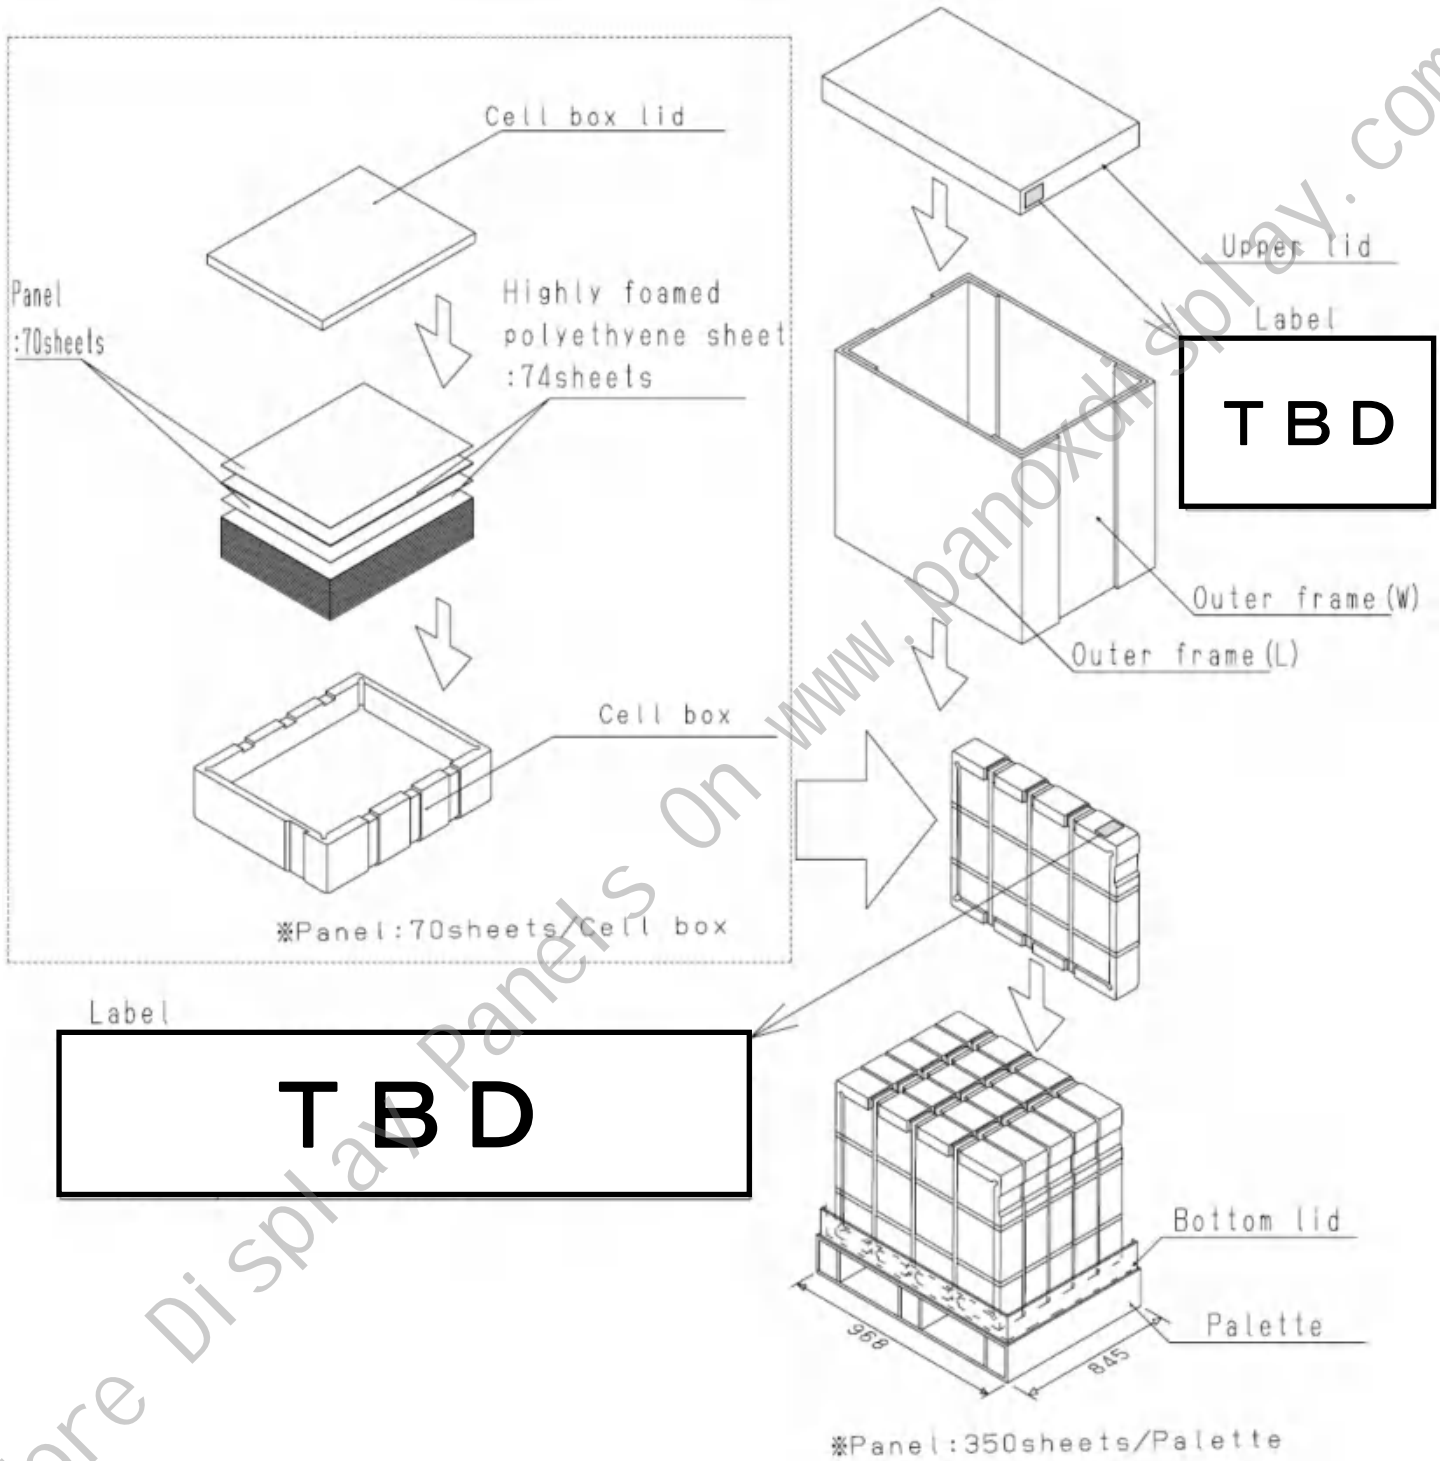 Cell box lid
Panel
:70sheets
Highly foamed
polyethyene sheet
:74sheets
Cell box
※Panel:70sheets/Cell box
Upper lid
Label
TBD
Outer frame(W)
Outer frame(L)
Label
TBD
Bottom lid
Palette
968
845
※Panel:350sheets/Palette
ore Display Panels On www.panoxdisplay.com